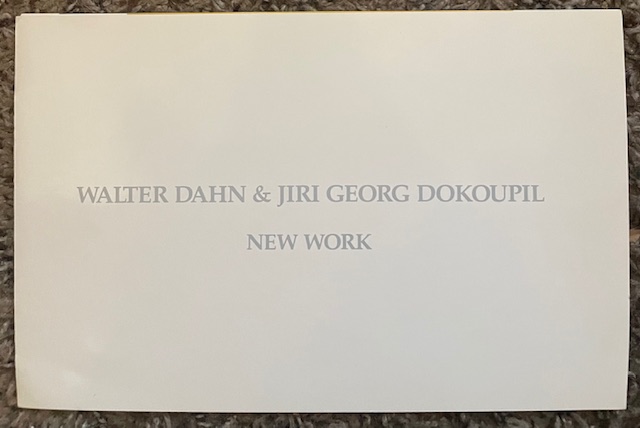 WALTER DAHN & JIRI GEORG DOKOUPIL
NEW WORK